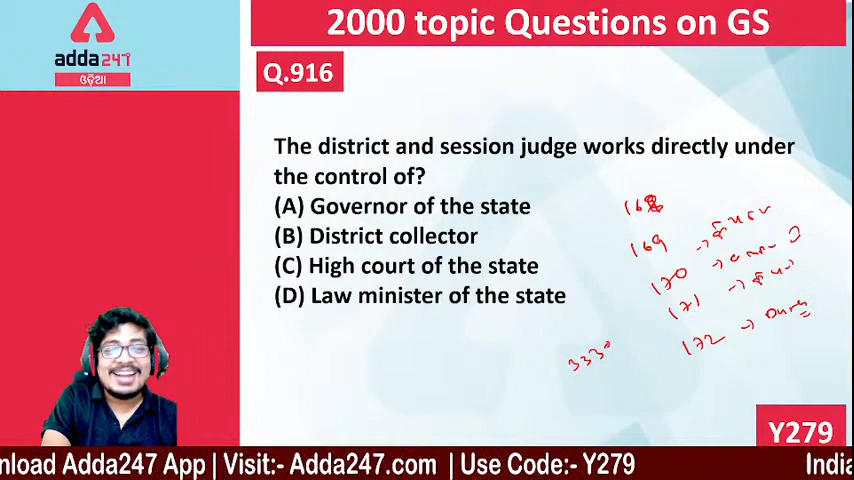 2000 topic Questions on GS
adda247
ଓଡ଼ିଆ
Q.916
The district and session judge works directly under
the control of?
(A) Governor of the state
(B) District collector
(C) High court of the state
(D) Law minister of the state
168
169
170
171
172
333
Y279
nload Adda247 App | Visit:- Adda247.com | Use Code:- Y279
India